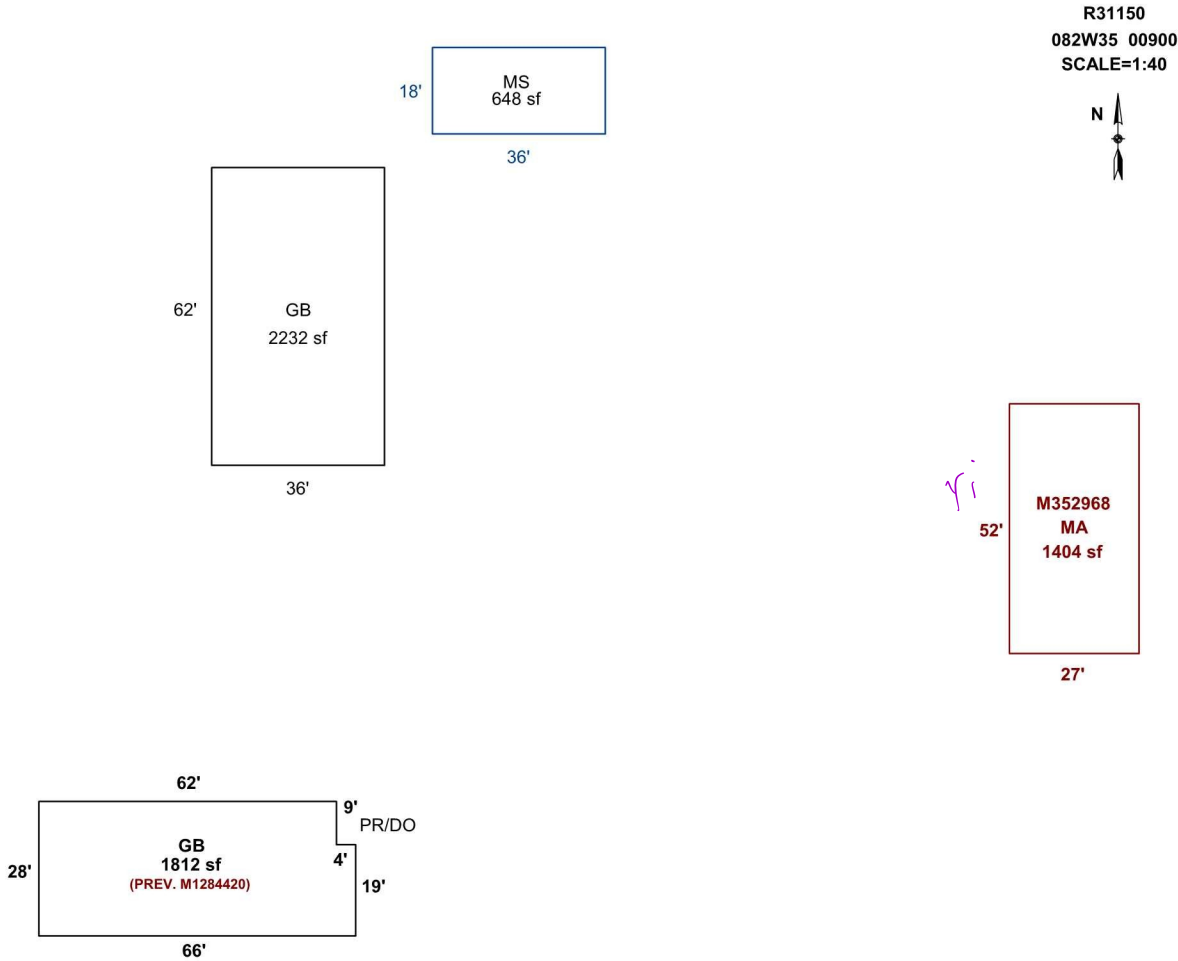 R31150
082W35 00900
SCALE=1:40
N
MS
648 sf
18'
36'
62'
GB
2232 sf
36'
M352968
MA
1404 sf
52'
27'
62'
9'
PR/DO
GB
1812 sf
(PREV. M1284420)
28'
4'
19'
66'